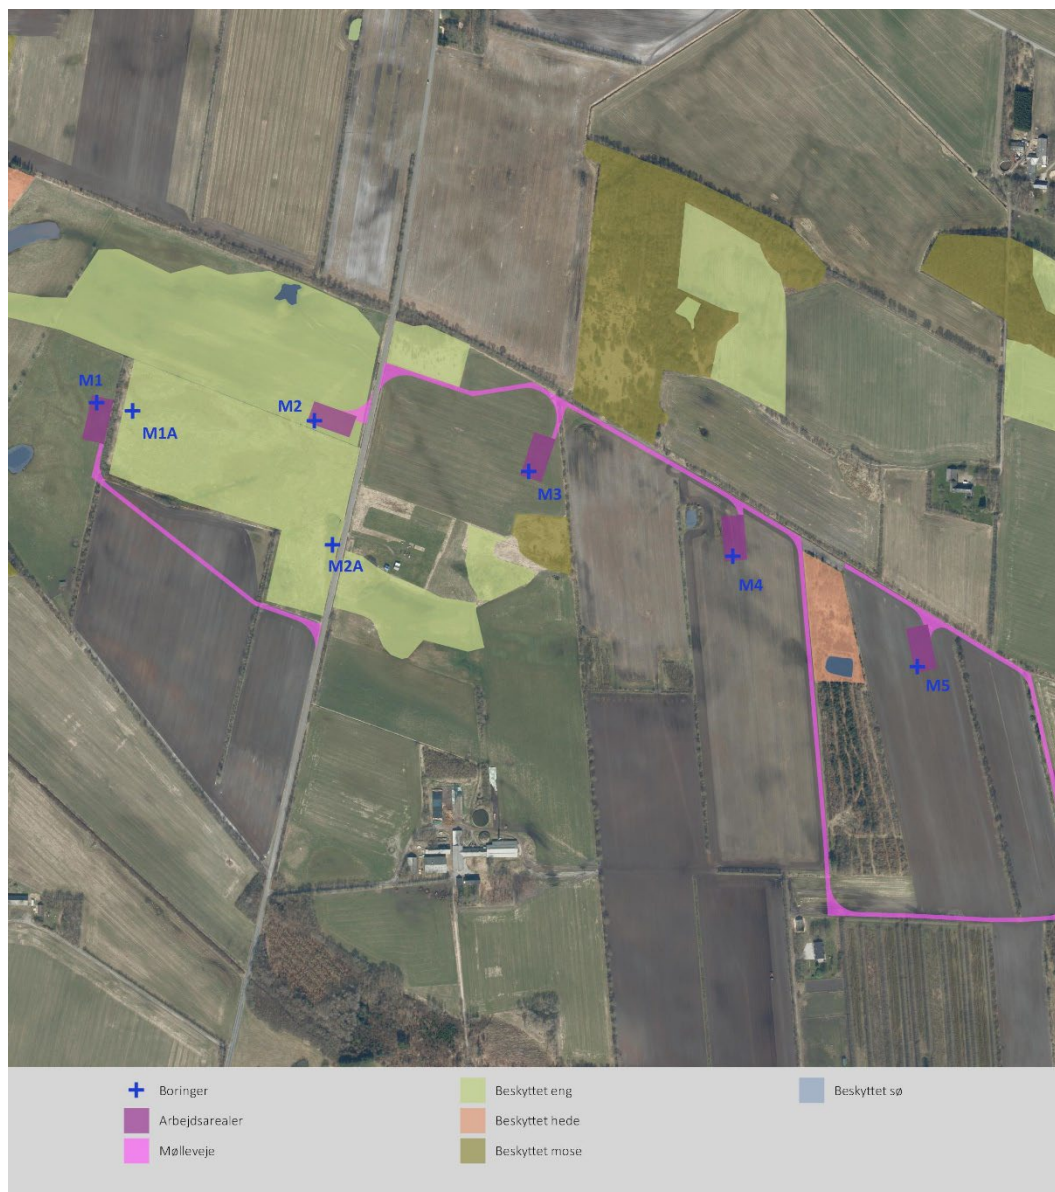 M1
M1A
M2
M3
M2A
M4
M5
Boringer
Arbejdsarealer
Mølleveje
Beskyttet eng
Beskyttet hede
Beskyttet mose
Beskyttet sø